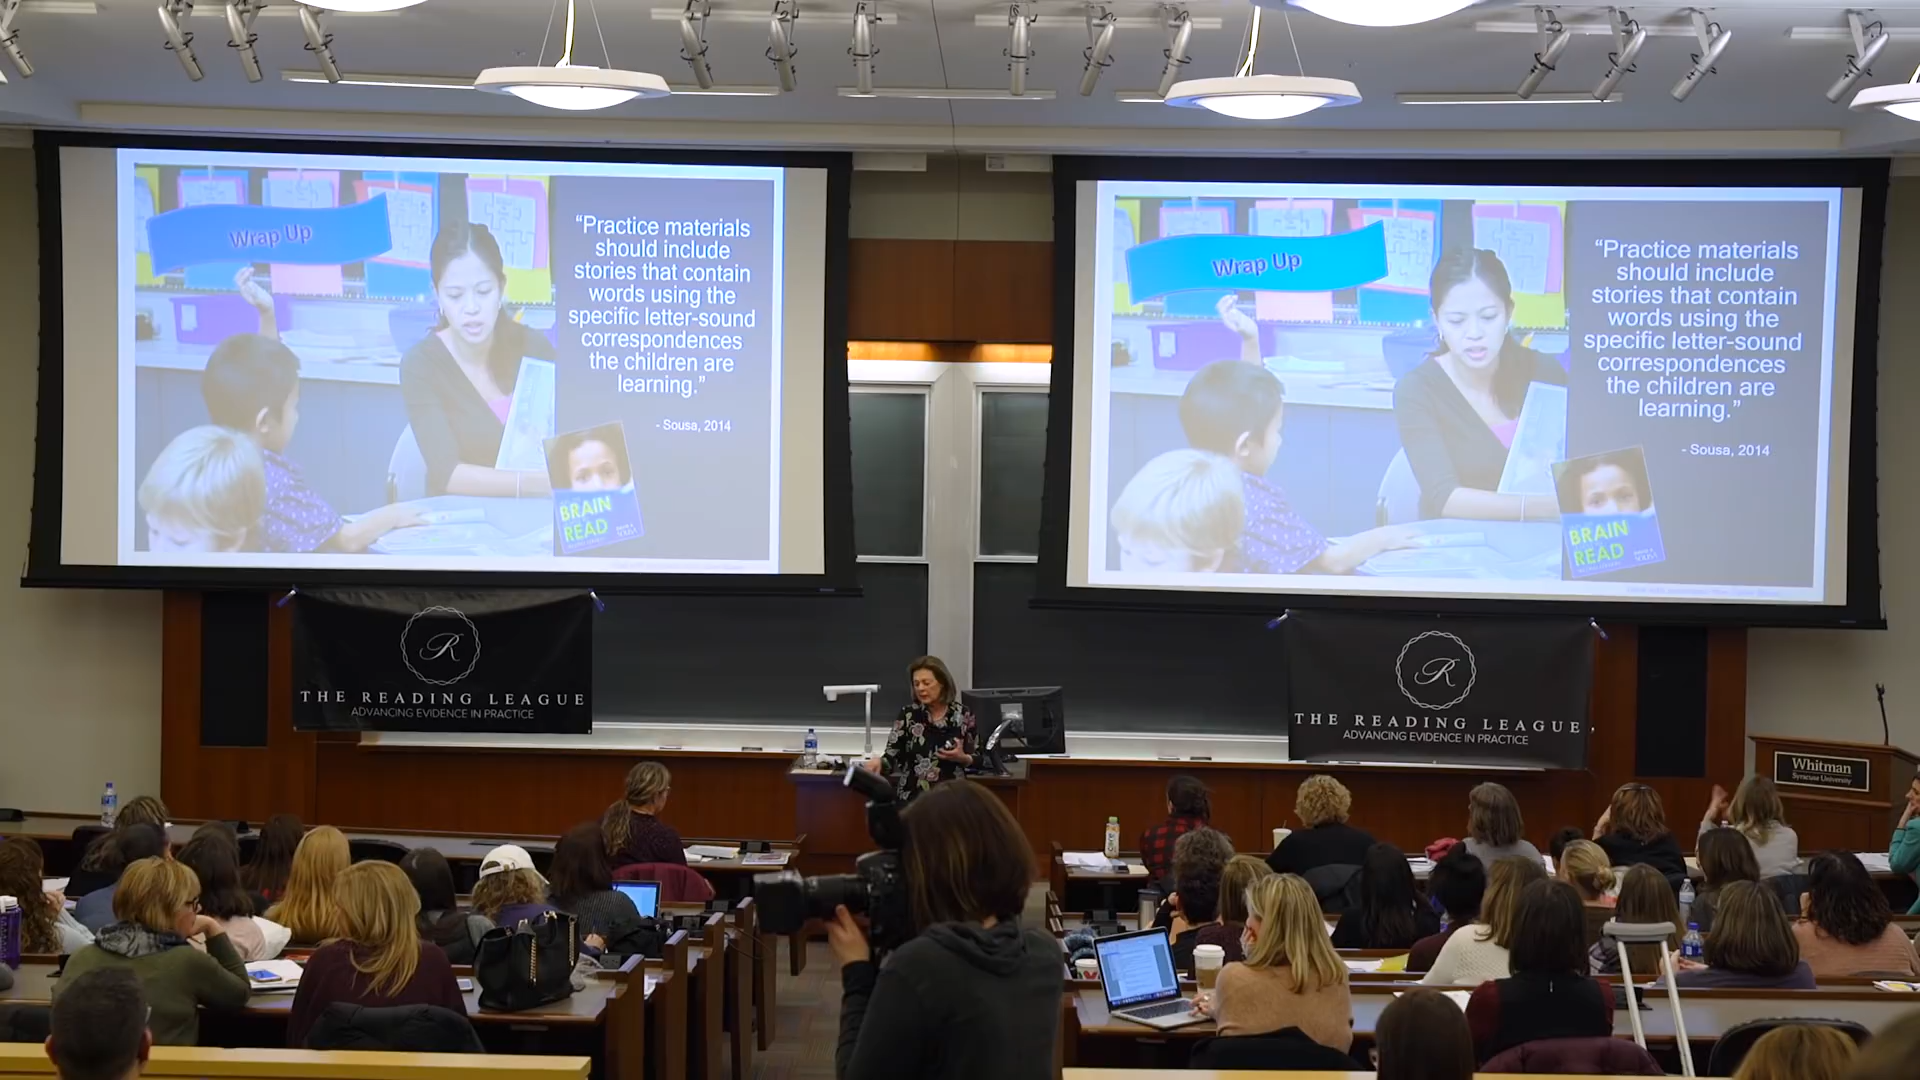 Wrap Up
“Practice materials
should include
stories that contain
words using the
specific letter-sound
correspondences
the children are
learning.”
- Sousa, 2014
BRAIN
READ
SOUSA
Wrap Up
“Practice materials
should include
stories that contain
words using the
specific letter-sound
correspondences
the children are
learning.”
- Sousa, 2014
BRAIN
READ
SOUSA
R
THE READING LEAGUE
ADVANCING EVIDENCE IN PRACTICE
R
THE READING LEAGUE
ADVANCING EVIDENCE IN PRACTICE
Whitman
Syracuse University